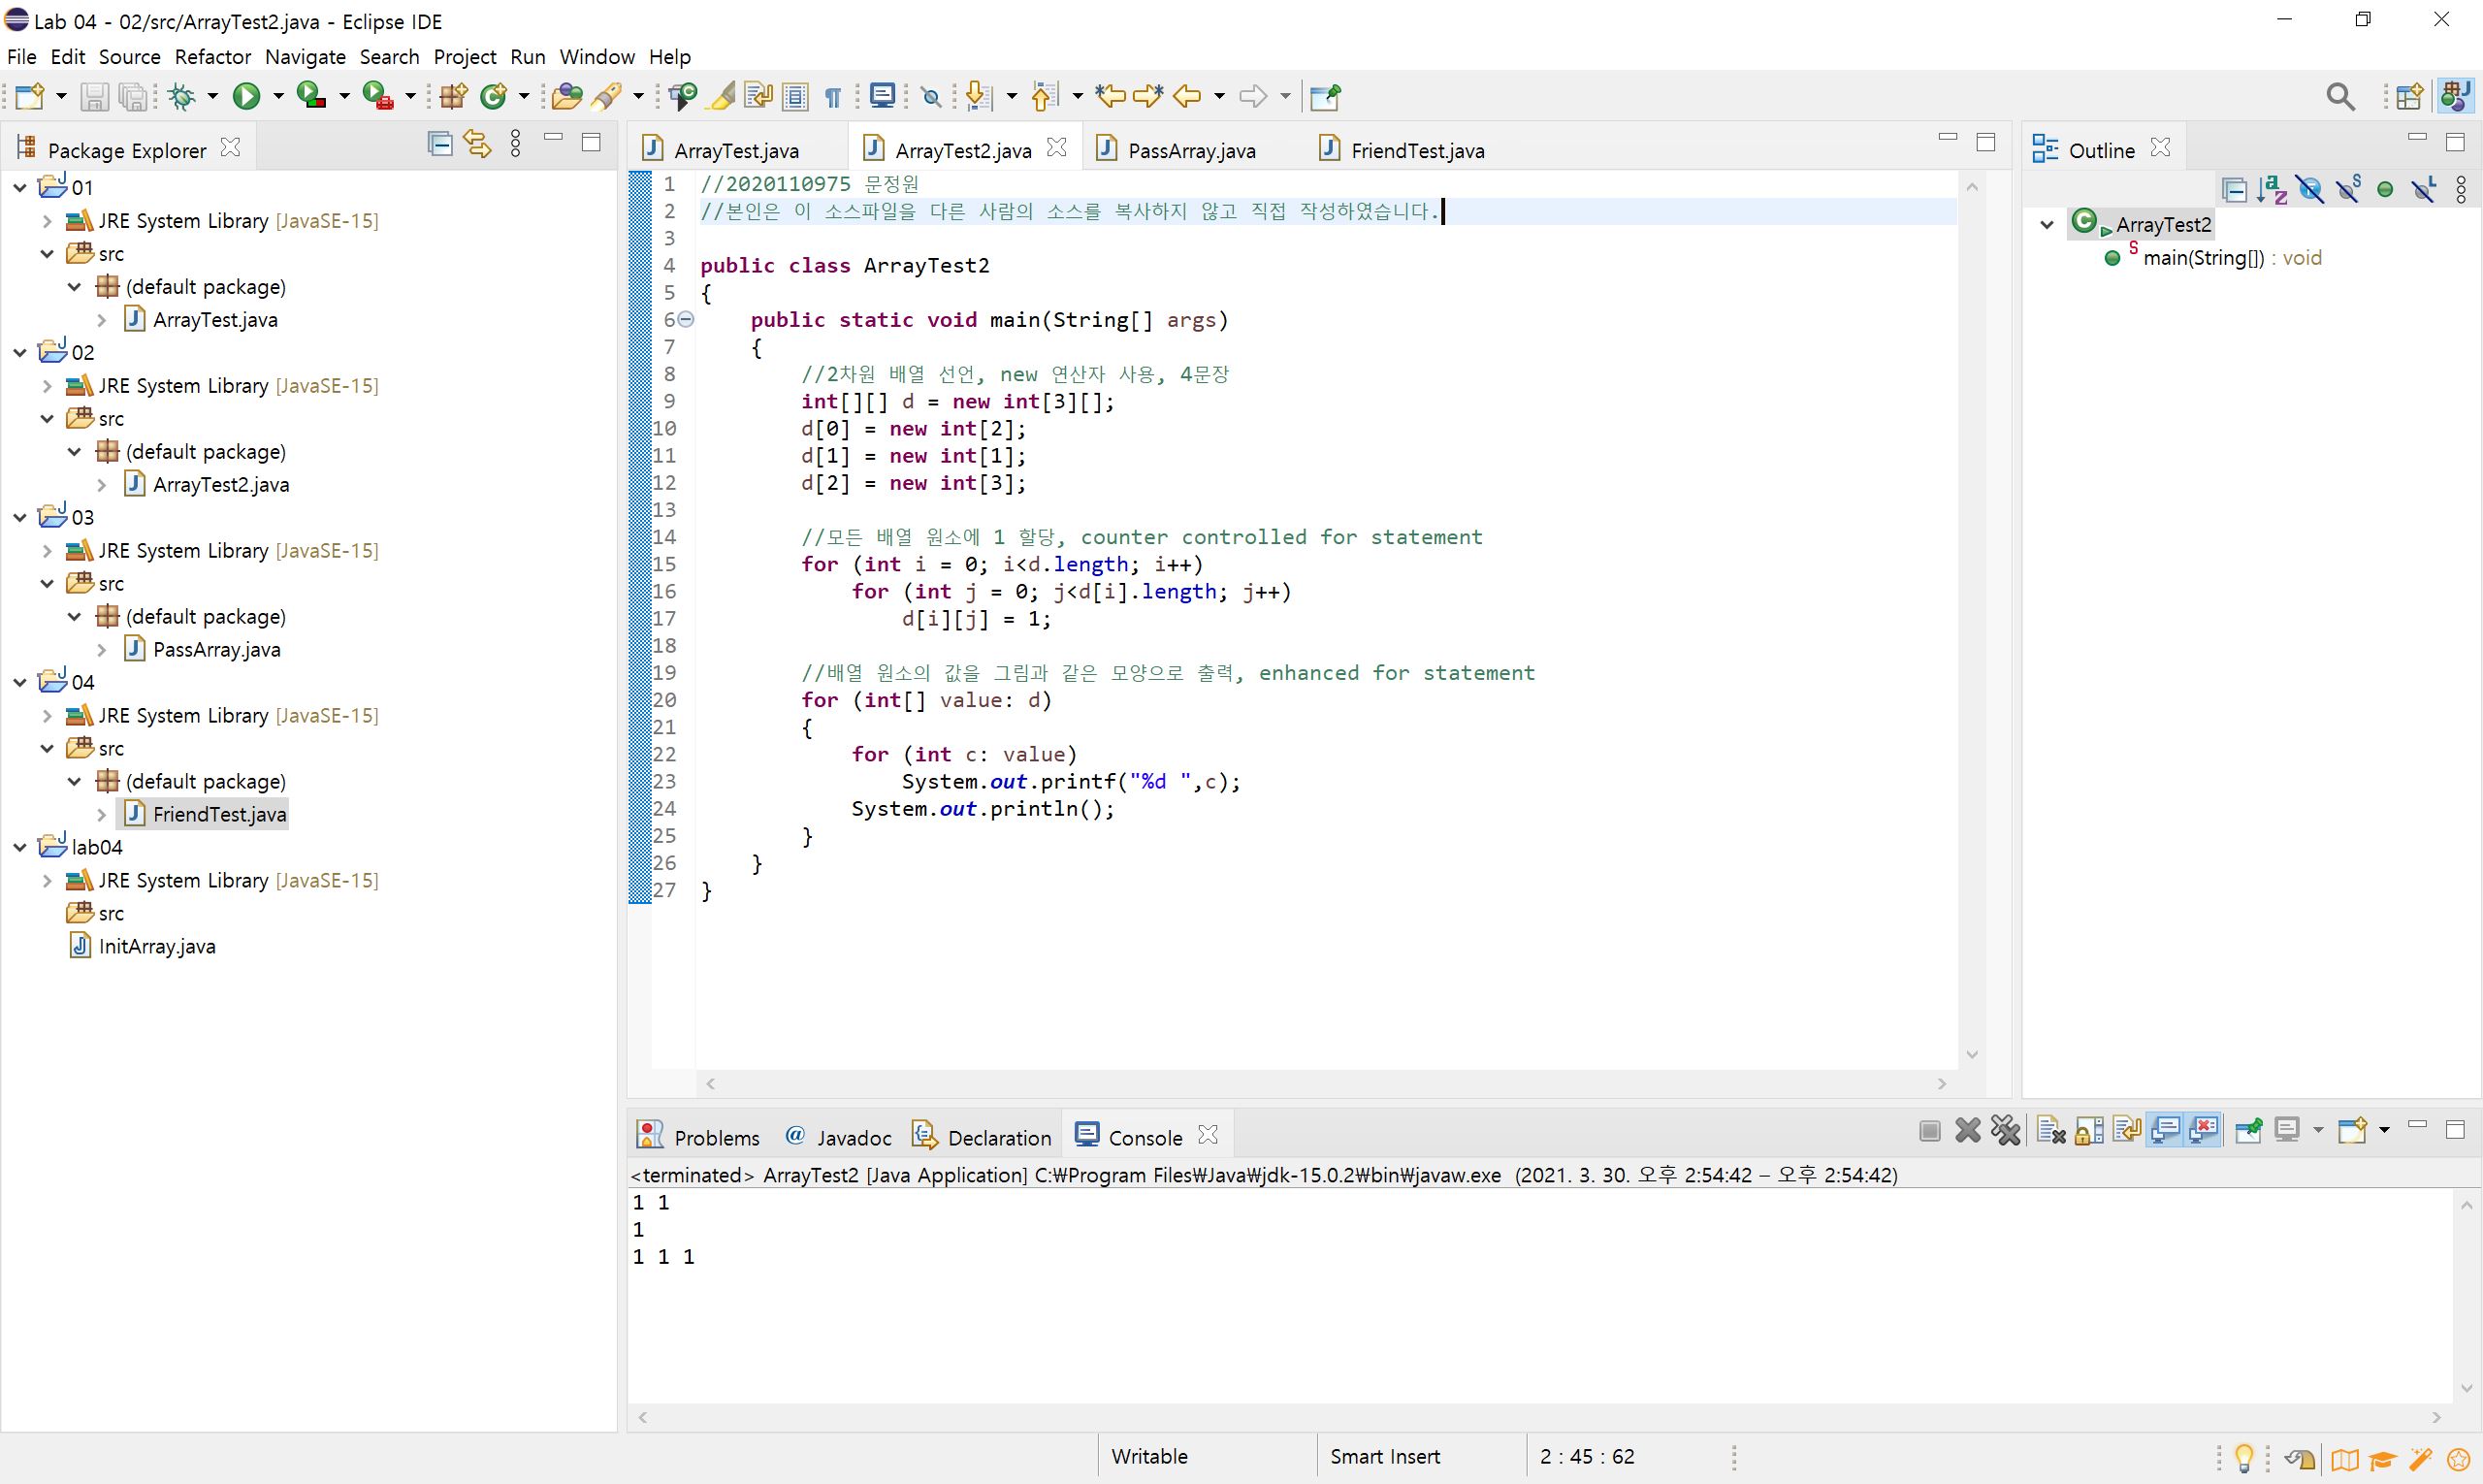 Lab 04 - 02/src/ArrayTest2.java - Eclipse IDE
File Edit Source Refactor Navigate Search Project Run Window Help
Package Explorer
01
JRE System Library [JavaSE-15]
src
(default package)
ArrayTest.java
02
JRE System Library [JavaSE-15]
src
(default package)
ArrayTest2.java
03
JRE System Library [JavaSE-15]
src
(default package)
PassArray.java
04
JRE System Library [JavaSE-15]
src
(default package)
FriendTest.java
lab04
JRE System Library [JavaSE-15]
src
InitArray.java
ArrayTest.java ArrayTest2.java PassArray.java FriendTest.java
1 //2020110975 문정원
2 //본인은 이 소스파일을 다른 사람의 소스를 복사하지 않고 직접 작성하였습니다.
3
4 public class ArrayTest2
5 {
6 public static void main(String[] args)
7 {
8 //2차원 배열 선언, new 연산자 사용, 4문장
9 int[][] d = new int[3][];
10 d[0] = new int[2];
11 d[1] = new int[1];
12 d[2] = new int[3];
13
14 //모든 배열 원소에 1 할당, counter controlled for statement
15 for (int i = 0; i<d.length; i++)
16 for (int j = 0; j<d[i].length; j++)
17 d[i][j] = 1;
18
19 //배열 원소의 값을 그림과 같은 모양으로 출력, enhanced for statement
20 for (int[] value: d)
21 {
22 for (int c: value)
23 System.out.printf("%d ",c);
24 System.out.println();
25 }
26 }
27 }
Outline
ArrayTest2
main(String[]) : void
Problems @ Javadoc Declaration Console
<terminated> ArrayTest2 [Java Application] C:₩Program Files₩Java₩jdk-15.0.2₩bin₩javaw.exe (2021. 3. 30. 오후 2:54:42 – 오후 2:54:42)
1 1
1
1 1 1
Writable Smart Insert 2 : 45 : 62